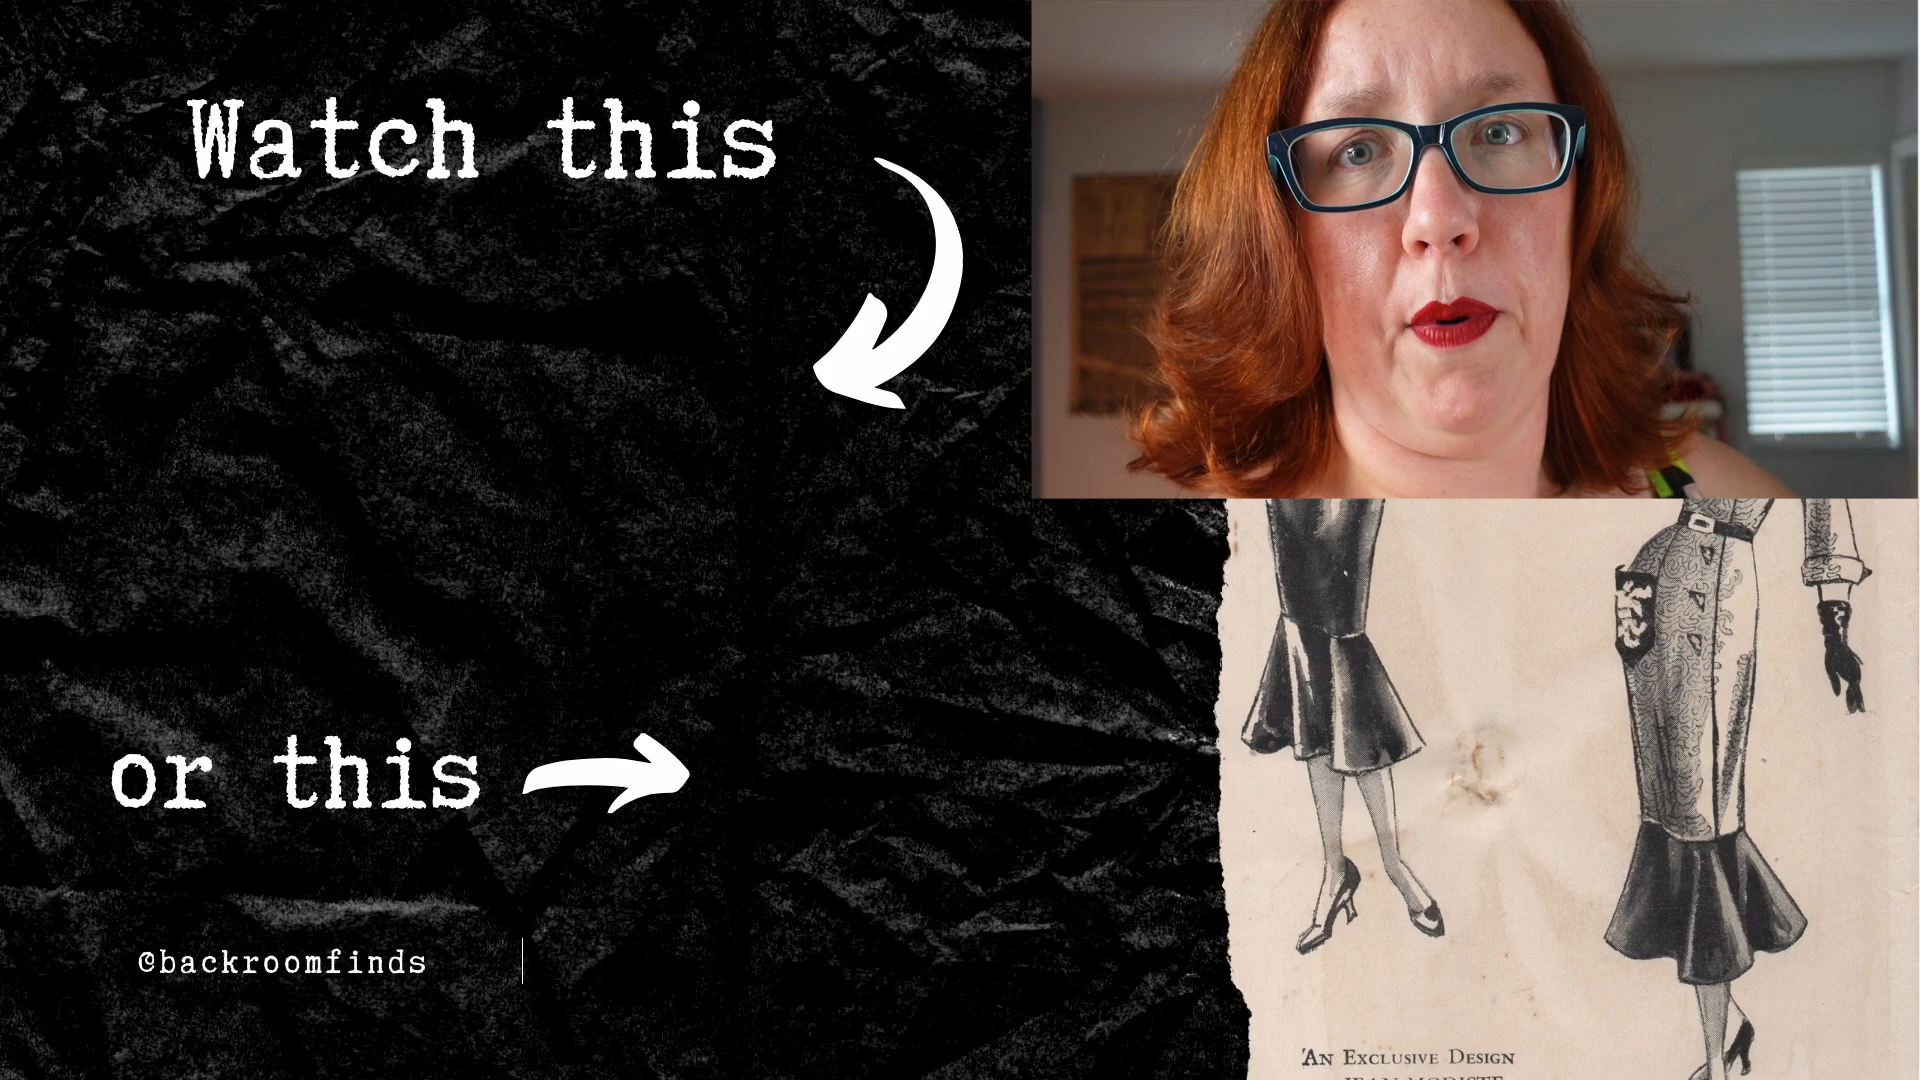 Watch this
or this
@backroomfinds
An Exclusive Design